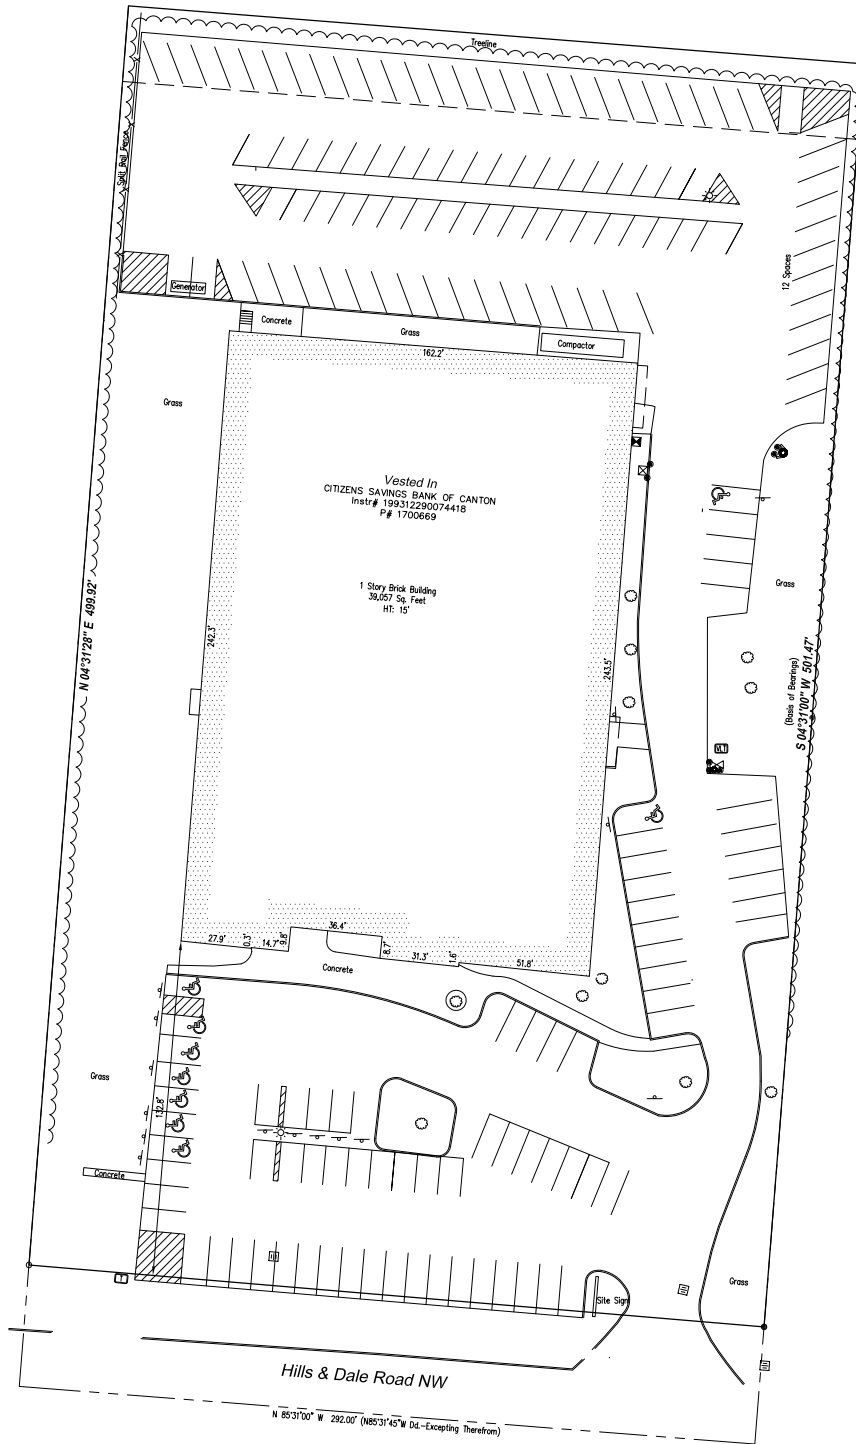 Treeline
Split Rail Fence
12 Spaces
Generator
Concrete
Grass
Compactor
162.2'
Grass
Vested In
CITIZENS SAVINGS BANK OF CANTON
Instr# 199312290074418
P# 1700669
1 Story Brick Building
39,057 Sq. Feet
HT: 15'
Grass
N 04°31'28" E 499.92'
242.3'
243.5'
(Basis of Bearings)
S 04°31'00" W 501.47'
VLT
27.9'
0.3'
14.7'
9.8'
36.4'
8.7'
31.3'
1.6'
51.8'
Concrete
Grass
132.8'
Concrete
T
Site Sign
Grass
Hills & Dale Road NW
N 85°31'00" W 292.00' (N85°31'45"W Dd.-Excepting Therefrom)